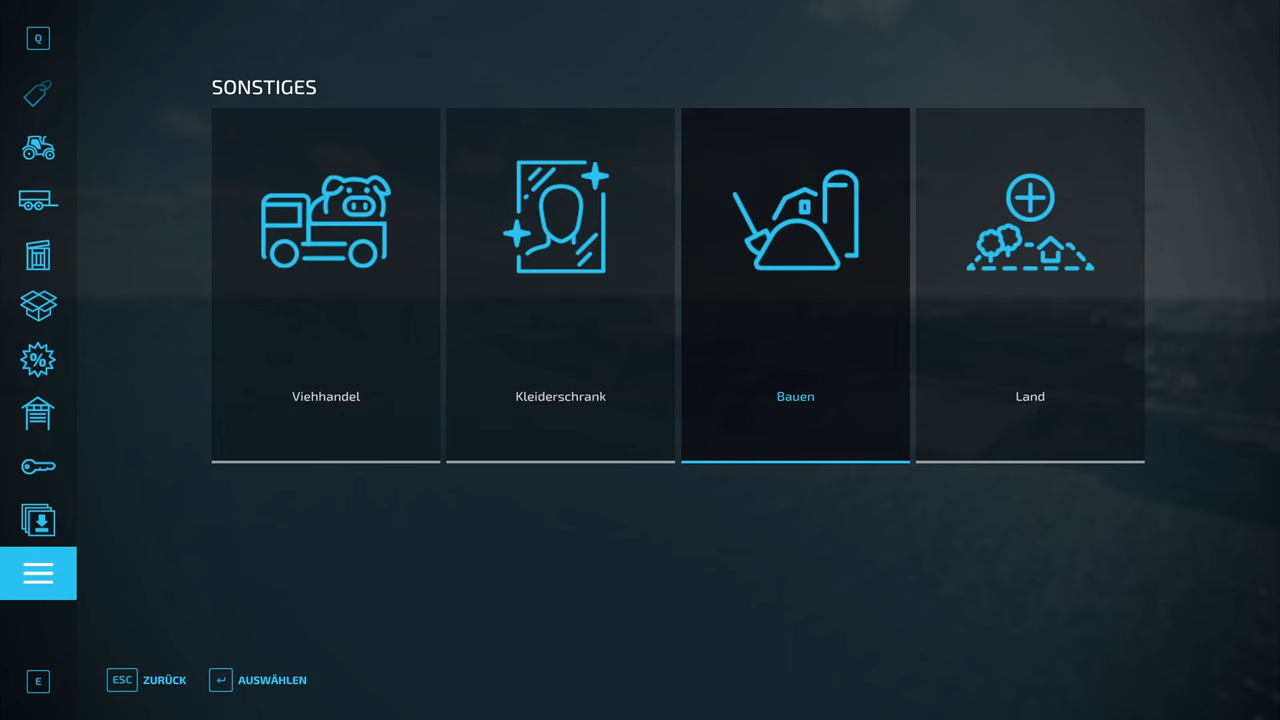 Q
SONSTIGES
%
Viehhandel
Kleiderschrank
Bauen
Land
E
ESC ZURÜCK
↵ AUSWÄHLEN